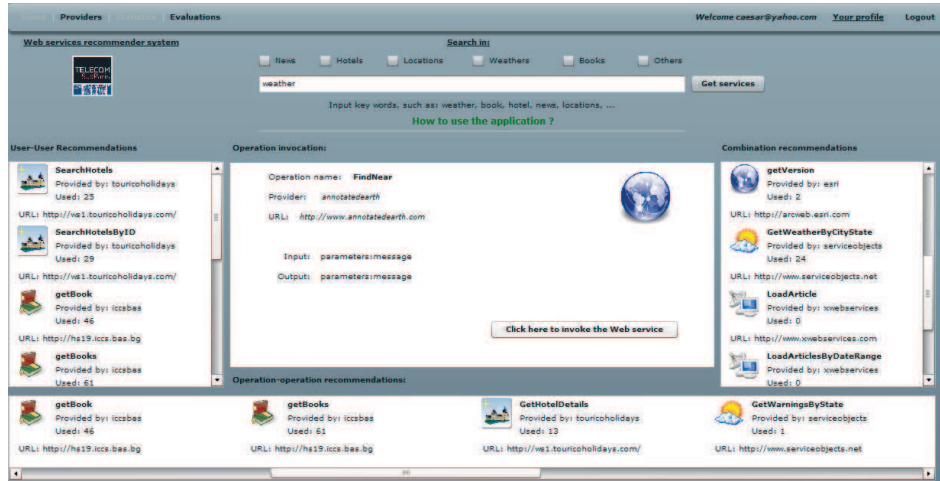 Home | Providers | Statistics | Evaluations
Welcome caesar@yahoo.com Your profile Logout
Web services recommender system
Search in:
TELECOM
SudParis
News Hotels Locations Weathers Books Others
weather
Get services
Input key words, such as: weather, book, hotel, news, locations, ...
How to use the application ?
User-User Recommendations
SearchHotels
Provided by: touricoholidays
Used: 25
URL: http://ws1.touricoholidays.com/
SearchHotelsByID
Provided by: touricoholidays
Used: 29
URL: http://ws1.touricoholidays.com/
getBook
Provided by: iccsbas
Used: 46
URL: http://hs19.iccs.bas.bg
getBooks
Provided by: iccsbas
Used: 61
Operation invocation:
Operation name: FindNear
Provider: annotatedearth
URL: http://www.annotatedearth.com
Input: parameters:message
Output: parameters:message
Click here to invoke the Web service
Combination recommendations
getVersion
Provided by: esri
Used: 2
URL: http://arcweb.esri.com
GetWeatherByCityState
Provided by: serviceobjects
Used: 24
URL: http://www.serviceobjects.net
LoadArticle
Provided by: xwebservices
Used: 0
URL: http://www.xwebservices.com
LoadArticlesByDateRange
Provided by: xwebservices
Used: 0
Operation-operation recommendations:
getBook
Provided by: iccsbas
Used: 46
URL: http://hs19.iccs.bas.bg
getBooks
Provided by: iccsbas
Used: 61
URL: http://hs19.iccs.bas.bg
GetHotelDetails
Provided by: touricoholidays
Used: 13
URL: http://ws1.touricoholidays.com/
GetWarningsByState
Provided by: serviceobjects
Used: 1
URL: http://www.serviceobjects.net